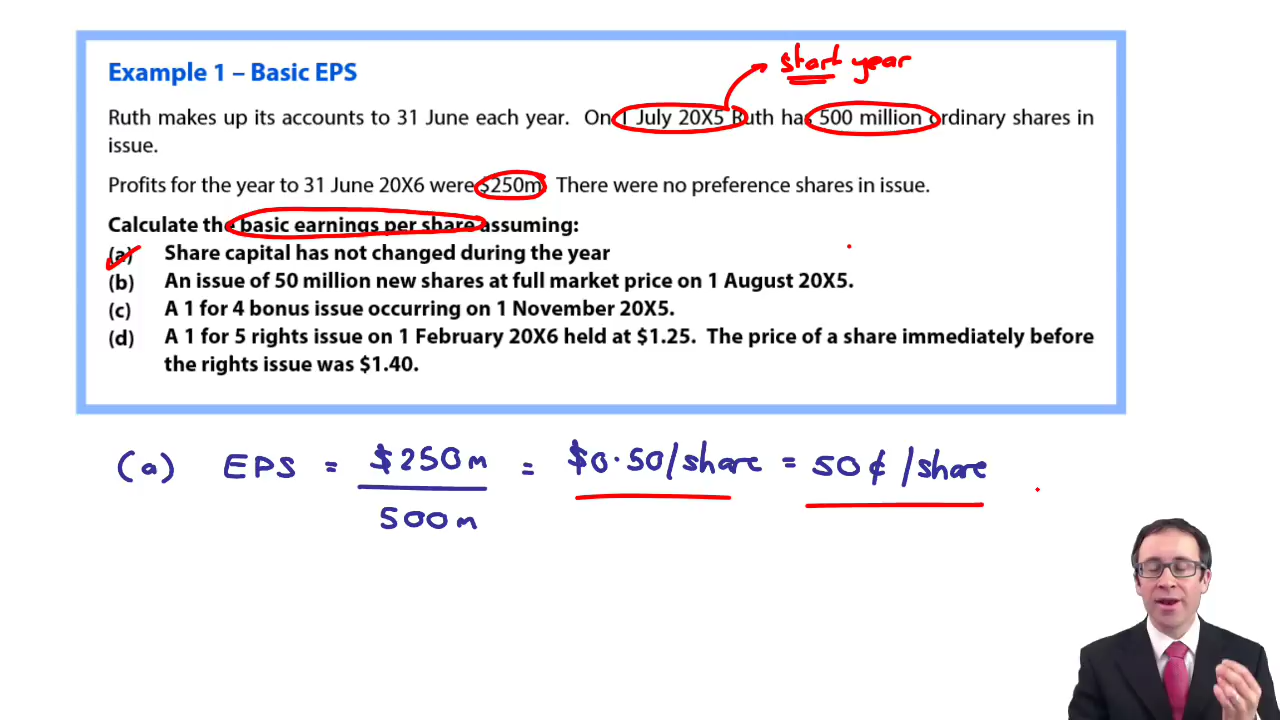 Example 1 – Basic EPS
start year
Ruth makes up its accounts to 31 June each year. On 1 July 20X5 Ruth has 500 million ordinary shares in
issue.
Profits for the year to 31 June 20X6 were $250m. There were no preference shares in issue.
Calculate the basic earnings per share assuming:
(a) Share capital has not changed during the year
(b) An issue of 50 million new shares at full market price on 1 August 20X5.
(c) A 1 for 4 bonus issue occurring on 1 November 20X5.
(d) A 1 for 5 rights issue on 1 February 20X6 held at $1.25. The price of a share immediately before
the rights issue was $1.40.
(a) EPS = $250m = $0.50/share = 50¢/share
500m